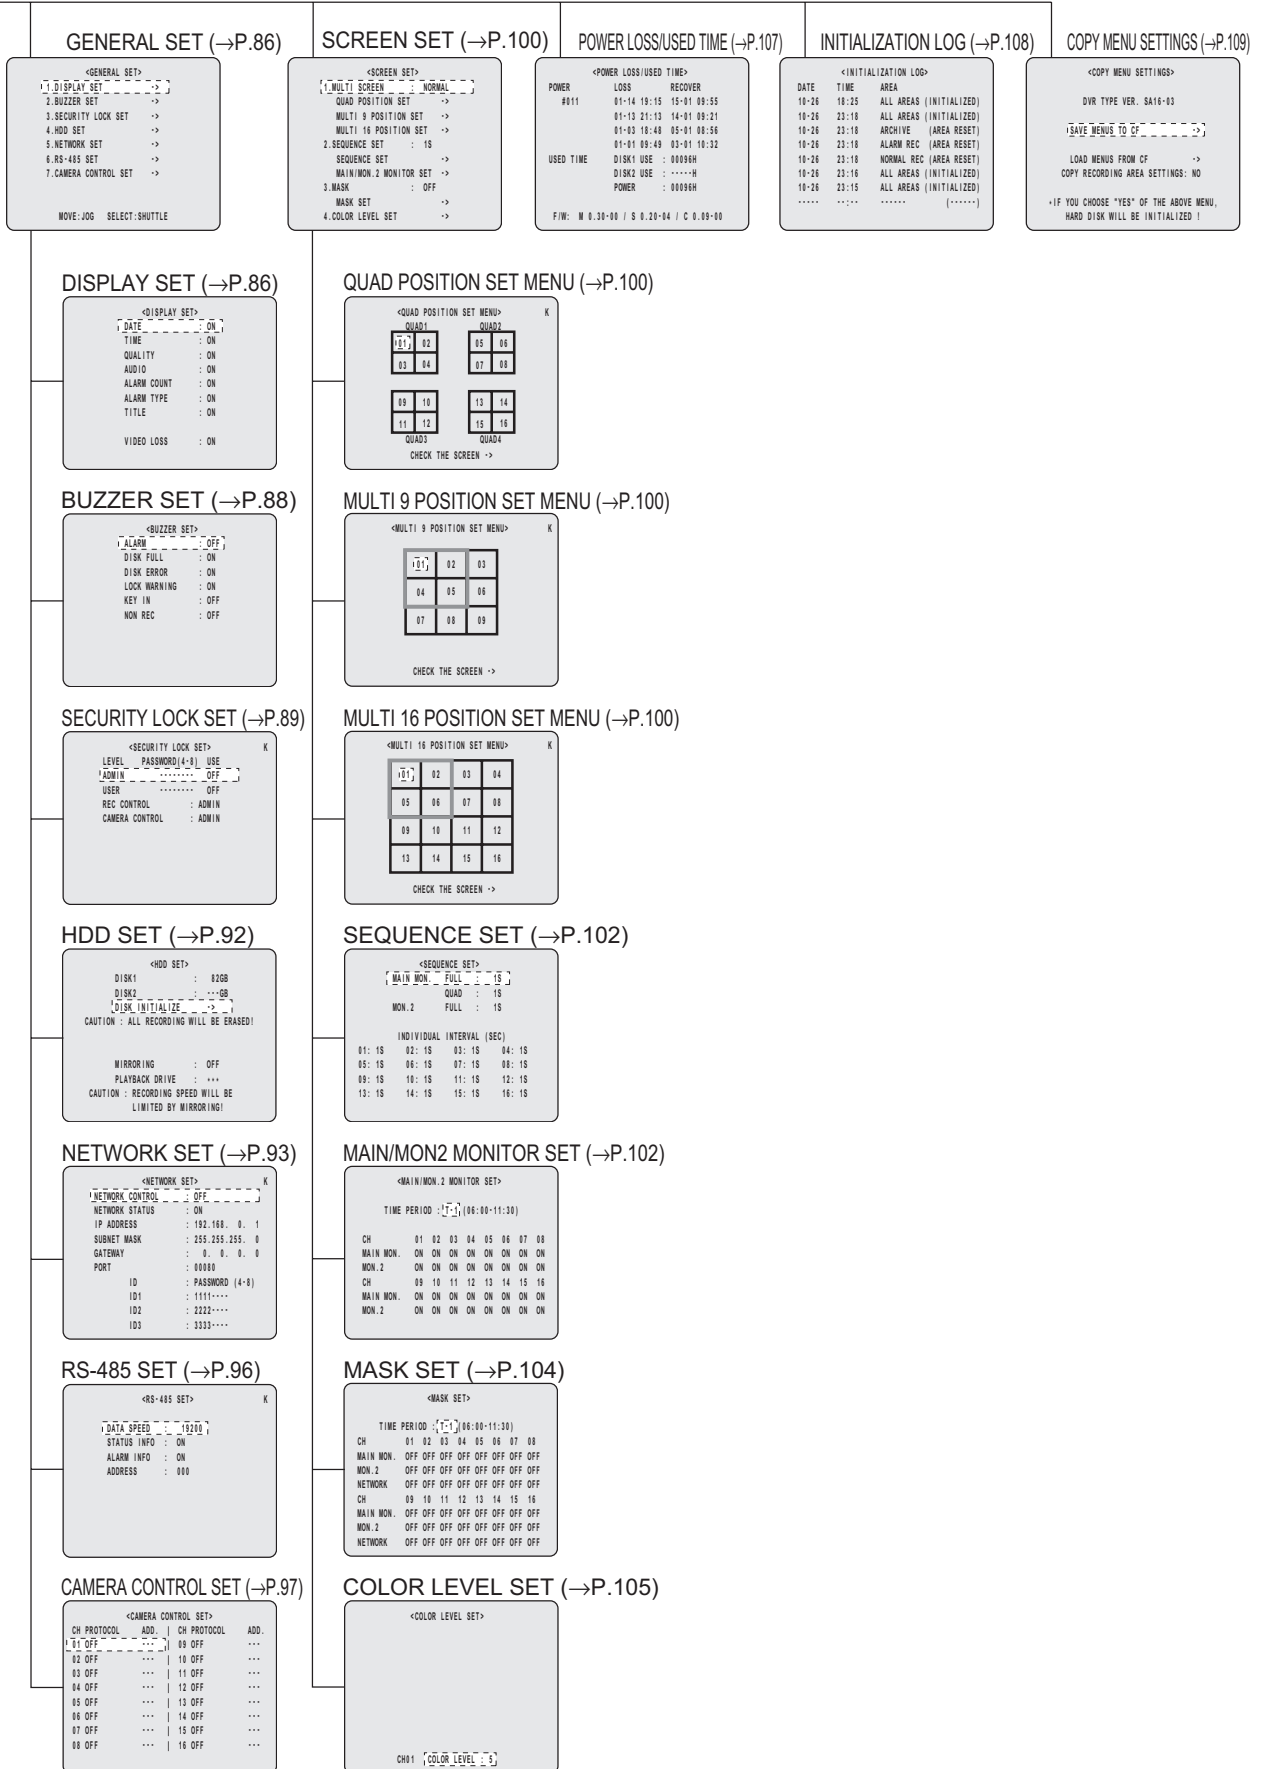 GENERAL SET (→P.86)
<GENERAL SET>
1.DISPLAY SET ->
2.BUZZER SET ->
3.SECURITY LOCK SET ->
4.HDD SET ->
5.NETWORK SET ->
6.RS-485 SET ->
7.CAMERA CONTROL SET ->
MOVE:JOG SELECT:SHUTTLE
SCREEN SET (→P.100)
<SCREEN SET>
1.MULTI SCREEN : NORMAL
QUAD POSITION SET ->
MULTI 9 POSITION SET ->
MULTI 16 POSITION SET ->
2.SEQUENCE SET : 1S
SEQUENCE SET ->
MAIN/MON.2 MONITOR SET ->
3.MASK : OFF
MASK SET ->
4.COLOR LEVEL SET ->
POWER LOSS/USED TIME (→P.107)
<POWER LOSS/USED TIME>
POWER LOSS RECOVER
#011 01-14 19:15 15-01 09:55
01-13 21:13 14-01 09:21
01-03 18:48 05-01 08:56
01-01 09:49 03-01 10:32
USED TIME DISK1 USE : 00096H
DISK2 USE : -----H
POWER : 00096H
F/W: M 0.30-00 / S 0.20-04 / C 0.09-00
INITIALIZATION LOG (→P.108)
<INITIALIZATION LOG>
DATE TIME AREA
10-26 18:25 ALL AREAS (INITIALIZED)
10-26 23:18 ALL AREAS (INITIALIZED)
10-26 23:18 ARCHIVE (AREA RESET)
10-26 23:18 ALARM REC (AREA RESET)
10-26 23:18 NORMAL REC (AREA RESET)
10-26 23:16 ALL AREAS (INITIALIZED)
10-26 23:15 ALL AREAS (INITIALIZED)
----- --:-- ------ (------)
COPY MENU SETTINGS (→P.109)
<COPY MENU SETTINGS>
DVR TYPE VER. SA16-03
SAVE MENUS TO CF ->
LOAD MENUS FROM CF ->
COPY RECORDING AREA SETTINGS: NO
*IF YOU CHOOSE "YES" OF THE ABOVE MENU,
HARD DISK WILL BE INITIALIZED !
DISPLAY SET (→P.86)
<DISPLAY SET>
DATE : ON
TIME : ON
QUALITY : ON
AUDIO : ON
ALARM COUNT : ON
ALARM TYPE : ON
TITLE : ON
VIDEO LOSS : ON
QUAD POSITION SET MENU (→P.100)
<QUAD POSITION SET MENU> K
QUAD1 QUAD2
01 02 05 06
03 04 07 08
09 10 13 14
11 12 15 16
QUAD3 QUAD4
CHECK THE SCREEN ->
BUZZER SET (→P.88)
<BUZZER SET>
ALARM : OFF
DISK FULL : ON
DISK ERROR : ON
LOCK WARNING : ON
KEY IN : OFF
NON REC : OFF
MULTI 9 POSITION SET MENU (→P.100)
<MULTI 9 POSITION SET MENU> K
01 02 03
04 05 06
07 08 09
CHECK THE SCREEN ->
SECURITY LOCK SET (→P.89)
<SECURITY LOCK SET> K
LEVEL PASSWORD(4-8) USE
ADMIN -------- OFF
USER -------- OFF
REC CONTROL : ADMIN
CAMERA CONTROL : ADMIN
MULTI 16 POSITION SET MENU (→P.100)
<MULTI 16 POSITION SET MENU> K
01 02 03 04
05 06 07 08
09 10 11 12
13 14 15 16
CHECK THE SCREEN ->
HDD SET (→P.92)
<HDD SET>
DISK1 : 82GB
DISK2 : ---GB
DISK INITIALIZE ->
CAUTION : ALL RECORDING WILL BE ERASED!
MIRRORING : OFF
PLAYBACK DRIVE : ***
CAUTION : RECORDING SPEED WILL BE
LIMITED BY MIRRORING!
SEQUENCE SET (→P.102)
<SEQUENCE SET>
MAIN MON. FULL : 1S
QUAD : 1S
MON.2 FULL : 1S
INDIVIDUAL INTERVAL (SEC)
01: 1S 02: 1S 03: 1S 04: 1S
05: 1S 06: 1S 07: 1S 08: 1S
09: 1S 10: 1S 11: 1S 12: 1S
13: 1S 14: 1S 15: 1S 16: 1S
NETWORK SET (→P.93)
<NETWORK SET> K
NETWORK CONTROL : OFF
NETWORK STATUS : ON
IP ADDRESS : 192.168. 0. 1
SUBNET MASK : 255.255.255. 0
GATEWAY : 0. 0. 0. 0
PORT : 00080
ID : PASSWORD (4-8)
ID1 : 1111----
ID2 : 2222----
ID3 : 3333----
MAIN/MON2 MONITOR SET (→P.102)
<MAIN/MON.2 MONITOR SET>
TIME PERIOD : T-1 (06:00-11:30)
CH 01 02 03 04 05 06 07 08
MAIN MON. ON ON ON ON ON ON ON ON
MON.2 ON ON ON ON ON ON ON ON
CH 09 10 11 12 13 14 15 16
MAIN MON. ON ON ON ON ON ON ON ON
MON.2 ON ON ON ON ON ON ON ON
RS-485 SET (→P.96)
<RS-485 SET> K
DATA SPEED : 19200
STATUS INFO : ON
ALARM INFO : ON
ADDRESS : 000
MASK SET (→P.104)
<MASK SET>
TIME PERIOD : T-1 (06:00-11:30)
CH 01 02 03 04 05 06 07 08
MAIN MON. OFF OFF OFF OFF OFF OFF OFF OFF
MON.2 OFF OFF OFF OFF OFF OFF OFF OFF
NETWORK OFF OFF OFF OFF OFF OFF OFF OFF
CH 09 10 11 12 13 14 15 16
MAIN MON. OFF OFF OFF OFF OFF OFF OFF OFF
MON.2 OFF OFF OFF OFF OFF OFF OFF OFF
NETWORK OFF OFF OFF OFF OFF OFF OFF OFF
CAMERA CONTROL SET (→P.97)
<CAMERA CONTROL SET>
CH PROTOCOL ADD. | CH PROTOCOL ADD.
01 OFF --- | 09 OFF ---
02 OFF --- | 10 OFF ---
03 OFF --- | 11 OFF ---
04 OFF --- | 12 OFF ---
05 OFF --- | 13 OFF ---
06 OFF --- | 14 OFF ---
07 OFF --- | 15 OFF ---
08 OFF --- | 16 OFF ---
COLOR LEVEL SET (→P.105)
<COLOR LEVEL SET>
CH01 COLOR LEVEL : 5